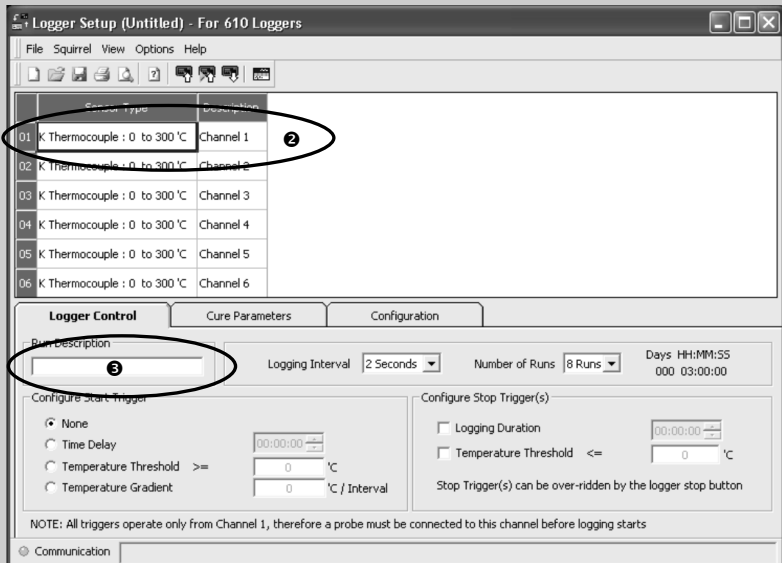 Logger Setup (Untitled) - For 610 Loggers
File Squirrel View Options Help
Sensor Type Description
01 K Thermocouple : 0 to 300 'C Channel 1 ❷
02 K Thermocouple : 0 to 300 'C Channel 2
03 K Thermocouple : 0 to 300 'C Channel 3
04 K Thermocouple : 0 to 300 'C Channel 4
05 K Thermocouple : 0 to 300 'C Channel 5
06 K Thermocouple : 0 to 300 'C Channel 6
Logger Control Cure Parameters Configuration
Run Description
❸
Logging Interval 2 Seconds Number of Runs 8 Runs
Days HH:MM:SS
000 03:00:00
Configure Start Trigger
None
Time Delay 00:00:00
Temperature Threshold >= 0 'C
Temperature Gradient 0 'C / Interval
Configure Stop Trigger(s)
Logging Duration 00:00:00
Temperature Threshold <= 0 'C
Stop Trigger(s) can be over-ridden by the logger stop button
NOTE: All triggers operate only from Channel 1, therefore a probe must be connected to this channel before logging starts
Communication